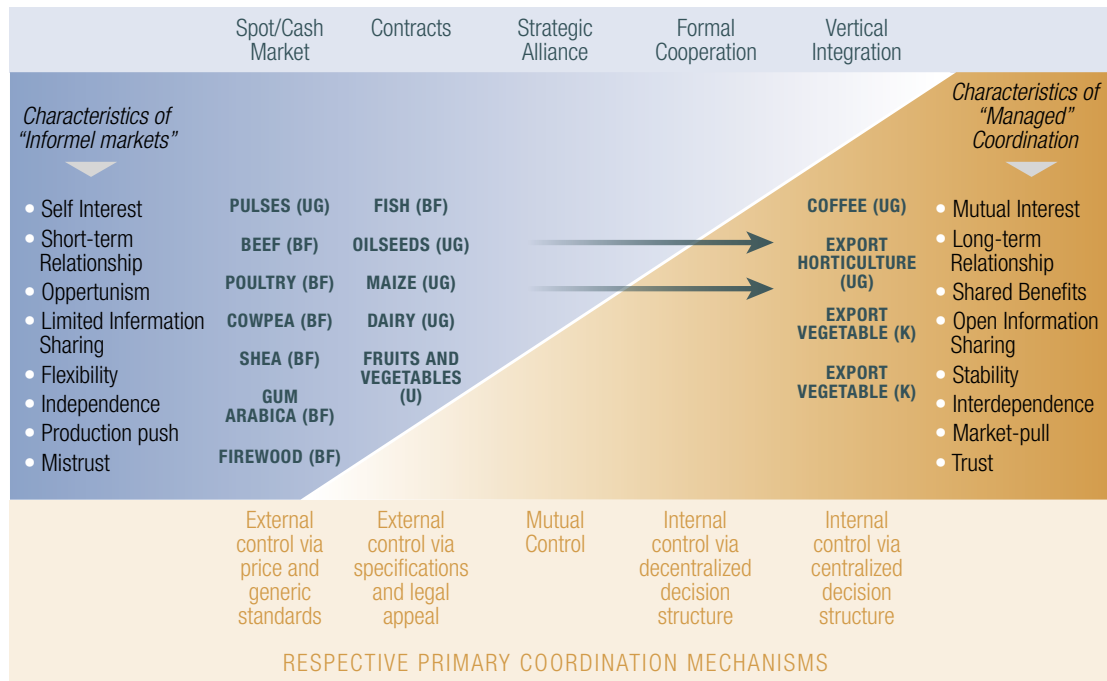 Spot/Cash
Market
Contracts
Strategic
Alliance
Formal
Cooperation
Vertical
Integration
Characteristics of
“Informel markets”
• Self Interest
• Short-term
Relationship
• Oppertunism
• Limited Infermation
Sharing
• Flexibility
• Independence
• Production push
• Mistrust
PULSES (UG)
BEEF (BF)
POULTRY (BF)
COWPEA (BF)
SHEA (BF)
GUM
ARABICA (BF)
FIREWOOD (BF)
FISH (BF)
OILSEEDS (UG)
MAIZE (UG)
DAIRY (UG)
FRUITS AND
VEGETABLES
(U)
COFFEE (UG)
EXPORT
HORTICULTURE
(UG)
EXPORT
VEGETABLE (K)
EXPORT
VEGETABLE (K)
Characteristics of
“Managed”
Coordination
• Mutual Interest
• Long-term
Relationship
• Shared Benefits
• Open Information
Sharing
• Stability
• Interdependence
• Market-pull
• Trust
External
control via
price and
generic
standards
External
control via
specifications
and legal
appeal
Mutual
Control
Internal
control via
decentralized
decision
structure
Internal
control via
centralized
decision
structure
RESPECTIVE PRIMARY COORDINATION MECHANISMS